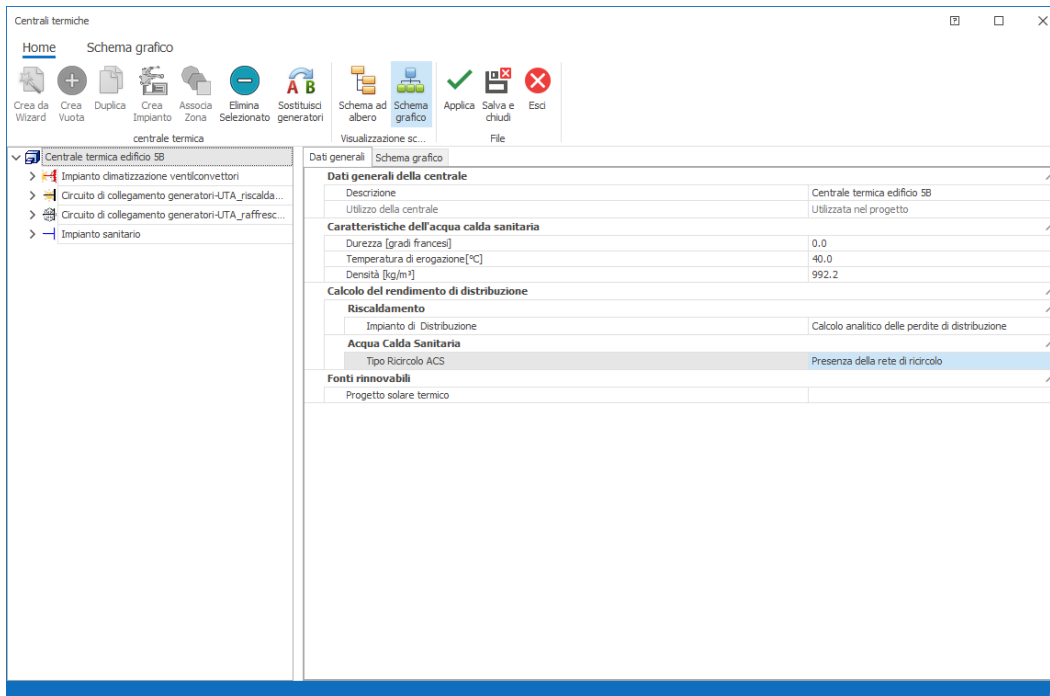 Centrali termiche
Home Schema grafico
Crea da Wizard
Crea Vuota
Duplica
Crea Impianto
Associa Zona
Elimina Selezionato
Sostituisci generatori
Schema ad albero
Schema grafico
Applica
Salva e chiudi
Esci
centrale termica
Visualizzazione sc...
File
Centrale termica edificio 5B
Impianto climatizzazione ventilconvettori
Circuito di collegamento generatori-UTA_riscalda...
Circuito di collegamento generatori-UTA_raffresc...
Impianto sanitario
Dati generali Schema grafico
Dati generali della centrale
Descrizione Centrale termica edificio 5B
Utilizzo della centrale Utilizzata nel progetto
Caratteristiche dell'acqua calda sanitaria
Durezza [gradi francesi] 0.0
Temperatura di erogazione[°C] 40.0
Densità [kg/m³] 992.2
Calcolo del rendimento di distribuzione
Riscaldamento
Impianto di Distribuzione Calcolo analitico delle perdite di distribuzione
Acqua Calda Sanitaria
Tipo Ricircolo ACS Presenza della rete di ricircolo
Fonti rinnovabili
Progetto solare termico